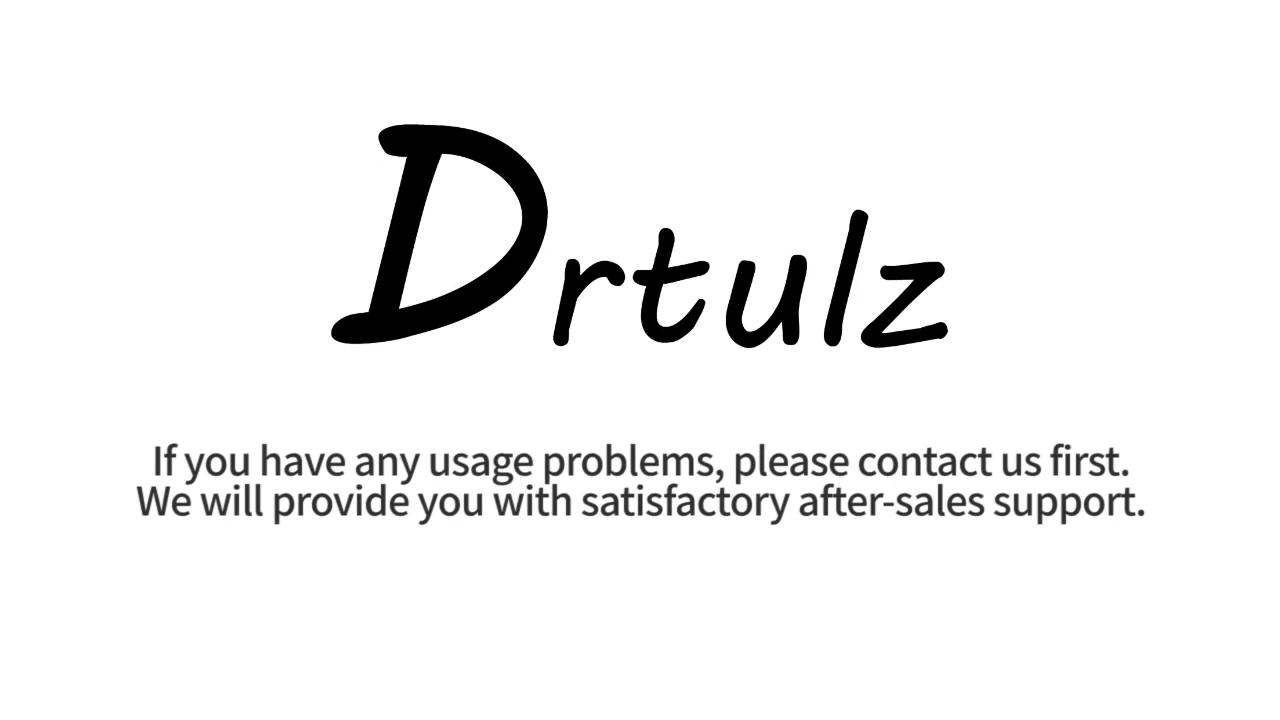 Drtulz
If you have any usage problems, please contact us first.
We will provide you with satisfactory after-sales support.